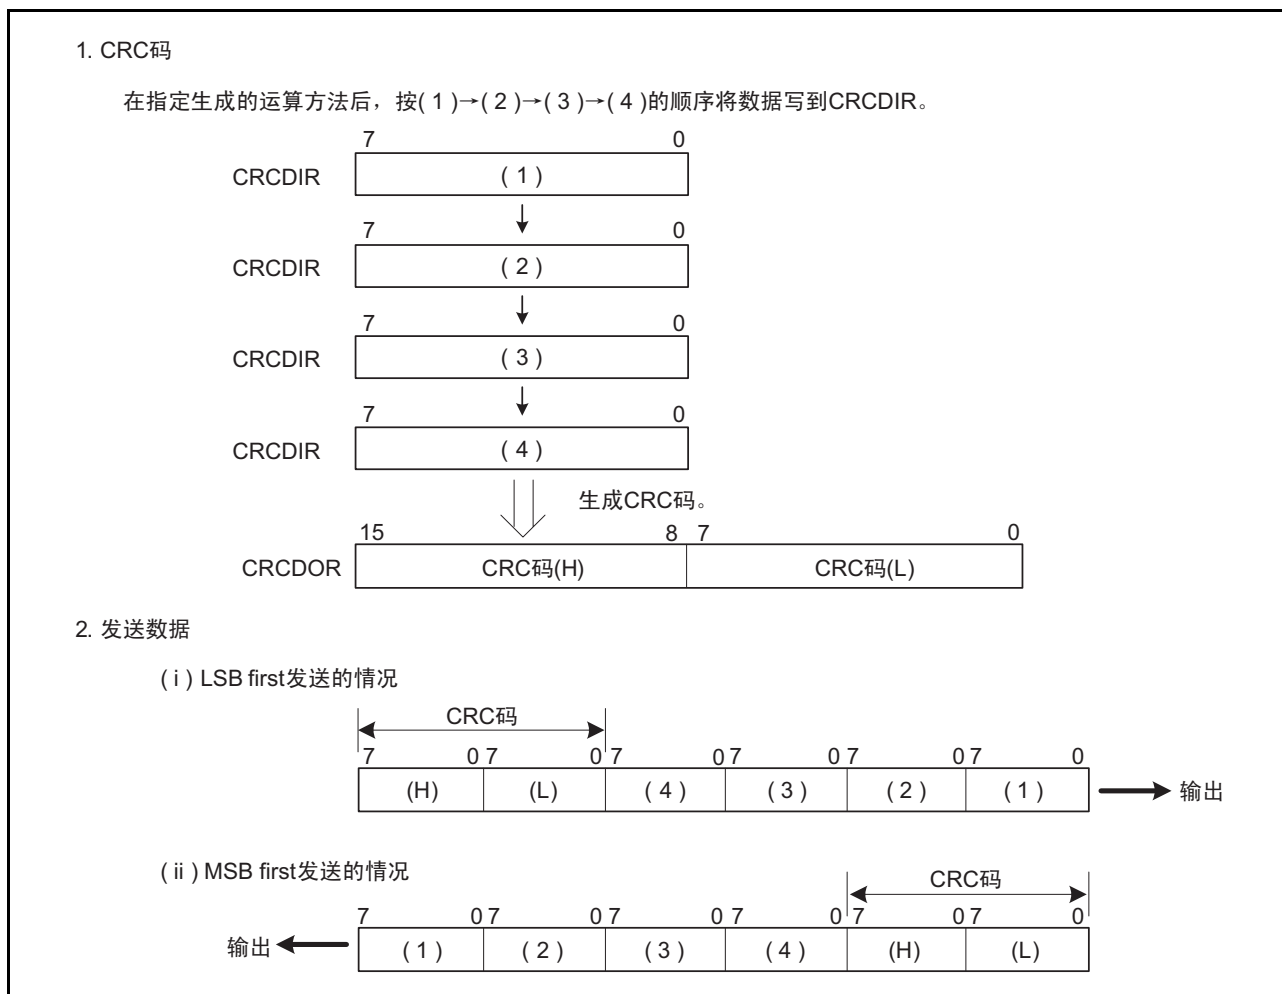 1. CRC码
在指定生成的运算方法后，按( 1 )→( 2 )→( 3 )→( 4 )的顺序将数据写到CRCDIR。
7 0
CRCDIR ( 1 )
7 0
CRCDIR ( 2 )
7 0
CRCDIR ( 3 )
7 0
CRCDIR ( 4 )
生成CRC码。
15 8 7 0
CRCDOR CRC码(H) CRC码(L)
2. 发送数据
( i ) LSB first发送的情况
CRC码
7 0 7 0 7 0 7 0 7 0 7 0
(H) (L) ( 4 ) ( 3 ) ( 2 ) ( 1 ) 输出
( ii ) MSB first发送的情况
CRC码
7 0 7 0 7 0 7 0 7 0 7 0
输出 ( 1 ) ( 2 ) ( 3 ) ( 4 ) (H) (L)